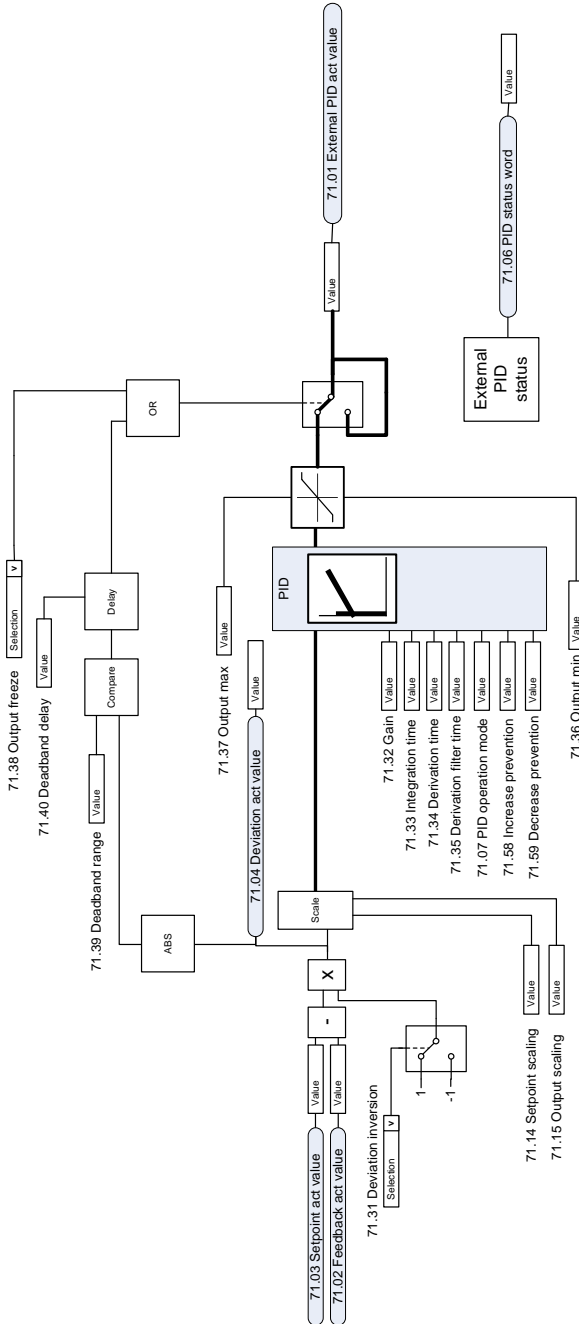 71.38 Output freeze
Selection
v
71.40 Deadband delay
Value
71.39 Deadband range
Value
Compare
Delay
OR
ABS
71.04 Deviation act value
Value
71.37 Output max
Value
71.03 Setpoint act value
Value
71.02 Feedback act value
Value
-
X
Scale
PID
Value
71.01 External PID act value
71.31 Deviation inversion
Selection
v
1
-1
71.14 Setpoint scaling
Value
71.15 Output scaling
Value
71.32 Gain
Value
71.33 Integration time
Value
71.34 Derivation time
Value
71.35 Derivation filter time
Value
71.07 PID operation mode
Value
71.58 Increase prevention
Value
71.59 Decrease prevention
Value
71.36 Output min
Value
External
PID
status
71.06 PID status word
Value